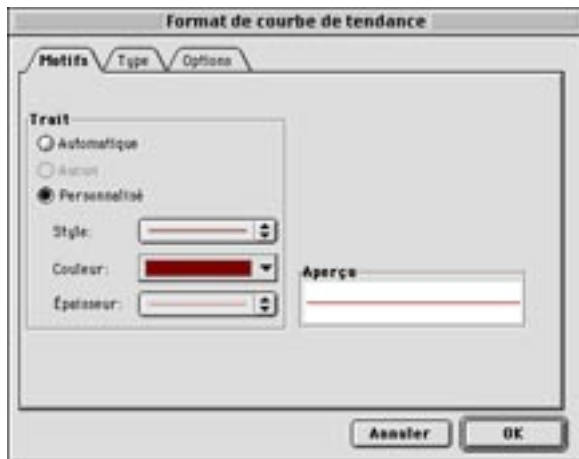 Format de courbe de tendance
Motifs Type Options
Trait
Automatique
Aucun
Personnalisé
Style:
Couleur:
Épaisseur:
Aperçu
Annuler OK